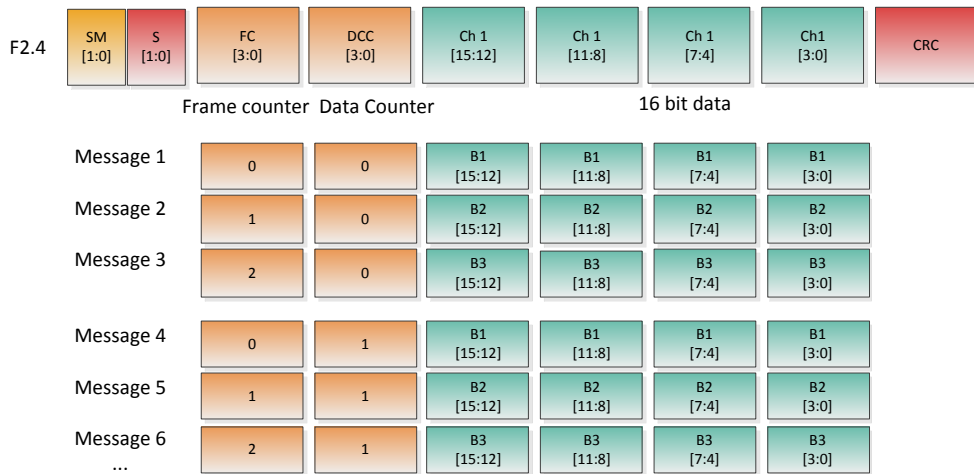 F2.4
SM
[1:0]
S
[1:0]
FC
[3:0]
DCC
[3:0]
Ch 1
[15:12]
Ch 1
[11:8]
Ch 1
[7:4]
Ch1
[3:0]
CRC
Frame counter Data Counter 16 bit data
Message 1
0
0
B1
[15:12]
B1
[11:8]
B1
[7:4]
B1
[3:0]
Message 2
1
0
B2
[15:12]
B2
[11:8]
B2
[7:4]
B2
[3:0]
Message 3
2
0
B3
[15:12]
B3
[11:8]
B3
[7:4]
B3
[3:0]
Message 4
0
1
B1
[15:12]
B1
[11:8]
B1
[7:4]
B1
[3:0]
Message 5
1
1
B2
[15:12]
B2
[11:8]
B2
[7:4]
B2
[3:0]
Message 6
2
1
B3
[15:12]
B3
[11:8]
B3
[7:4]
B3
[3:0]
...